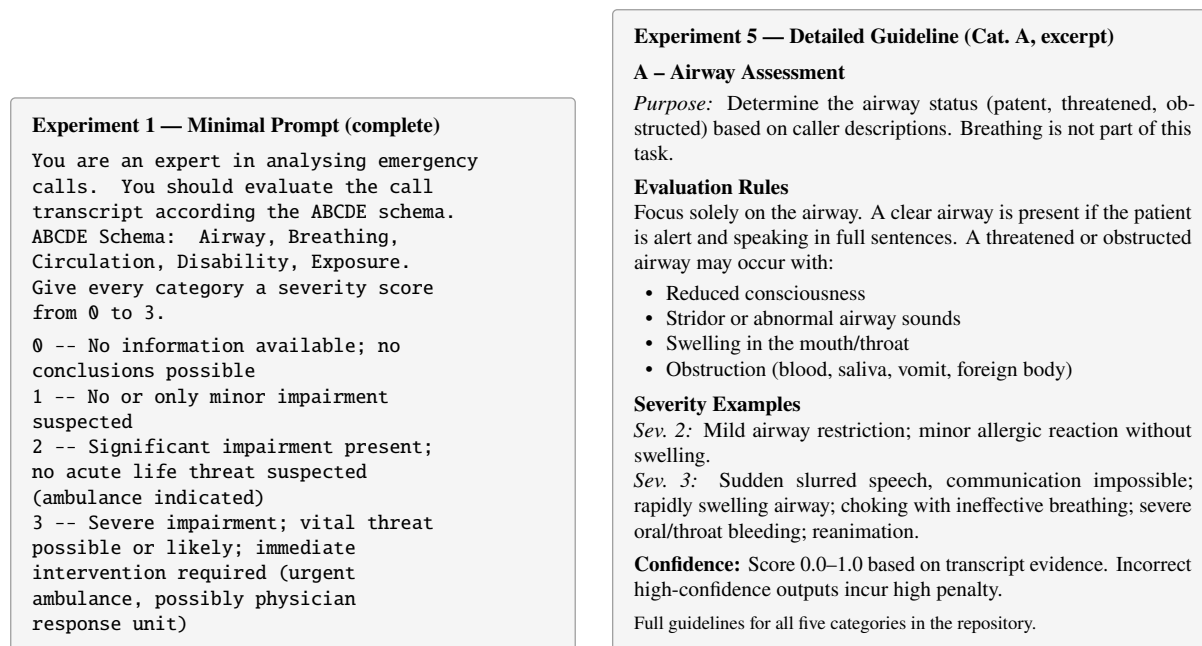 Experiment 1 — Minimal Prompt (complete)
You are an expert in analysing emergency
calls. You should evaluate the call
transcript according the ABCDE schema.
ABCDE Schema: Airway, Breathing,
Circulation, Disability, Exposure.
Give every category a severity score
from 0 to 3.
0 -- No information available; no
conclusions possible
1 -- No or only minor impairment
suspected
2 -- Significant impairment present;
no acute life threat suspected
(ambulance indicated)
3 -- Severe impairment; vital threat
possible or likely; immediate
intervention required (urgent
ambulance, possibly physician
response unit)
Experiment 5 — Detailed Guideline (Cat. A, excerpt)
A – Airway Assessment
Purpose: Determine the airway status (patent, threatened, ob-
structed) based on caller descriptions. Breathing is not part of this
task.
Evaluation Rules
Focus solely on the airway. A clear airway is present if the patient
is alert and speaking in full sentences. A threatened or obstructed
airway may occur with:
• Reduced consciousness
• Stridor or abnormal airway sounds
• Swelling in the mouth/throat
• Obstruction (blood, saliva, vomit, foreign body)
Severity Examples
Sev. 2: Mild airway restriction; minor allergic reaction without
swelling.
Sev. 3: Sudden slurred speech, communication impossible;
rapidly swelling airway; choking with ineffective breathing; severe
oral/throat bleeding; reanimation.
Confidence: Score 0.0–1.0 based on transcript evidence. Incorrect
high-confidence outputs incur high penalty.
Full guidelines for all five categories in the repository.